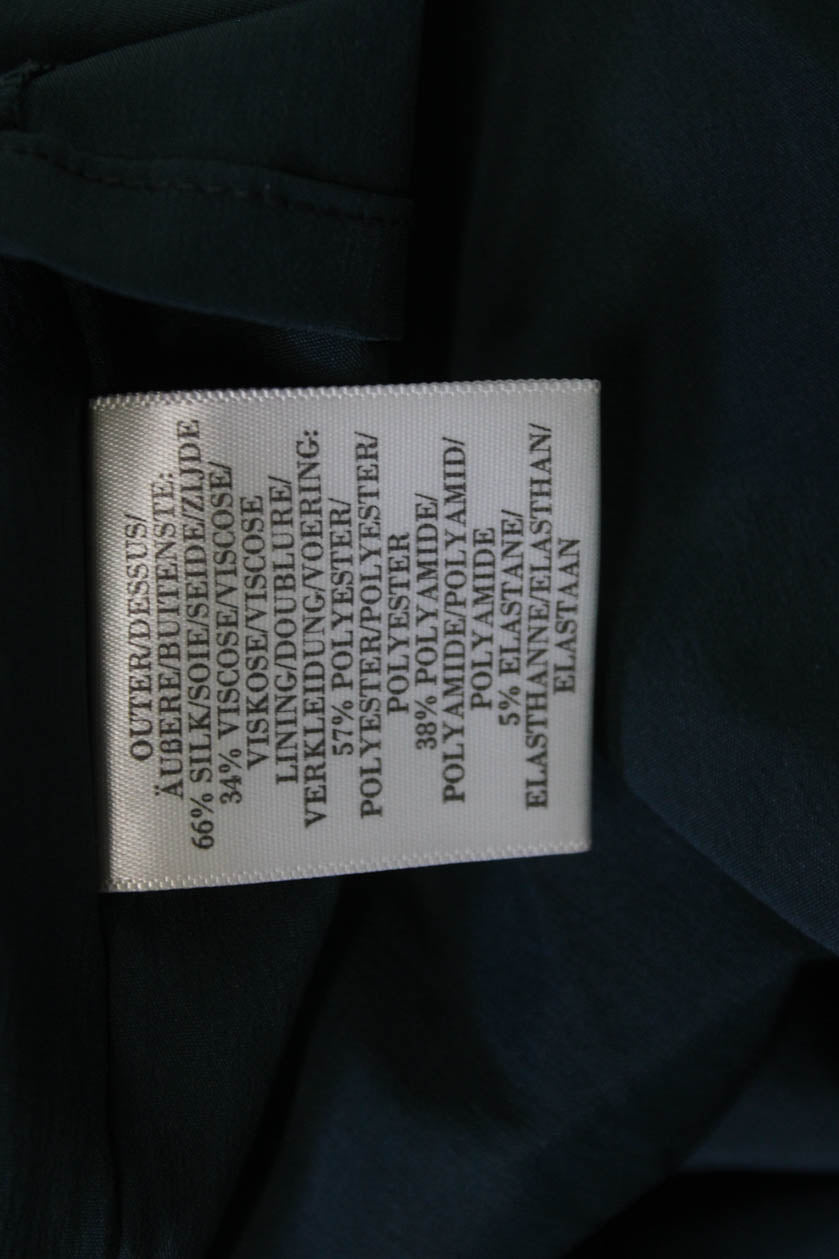 OUTER/DESSUS/
ÄUBERE/BUITENSTE:
66% SILK/SOIE/SEIDE/ZIJDE
34% VISCOSE/VISCOSE/
VISKOSE/VISCOSE
LINING/DOUBLURE/
VERKLEIDUNG/VOERING:
57% POLYESTER/
POLYESTER/POLYESTER/
POLYESTER
38% POLYAMIDE/
POLYAMIDE/POLYAMID/
POLYAMIDE
5% ELASTANE/
ELASTHANNE/ELASTHAN/
ELASTAAN